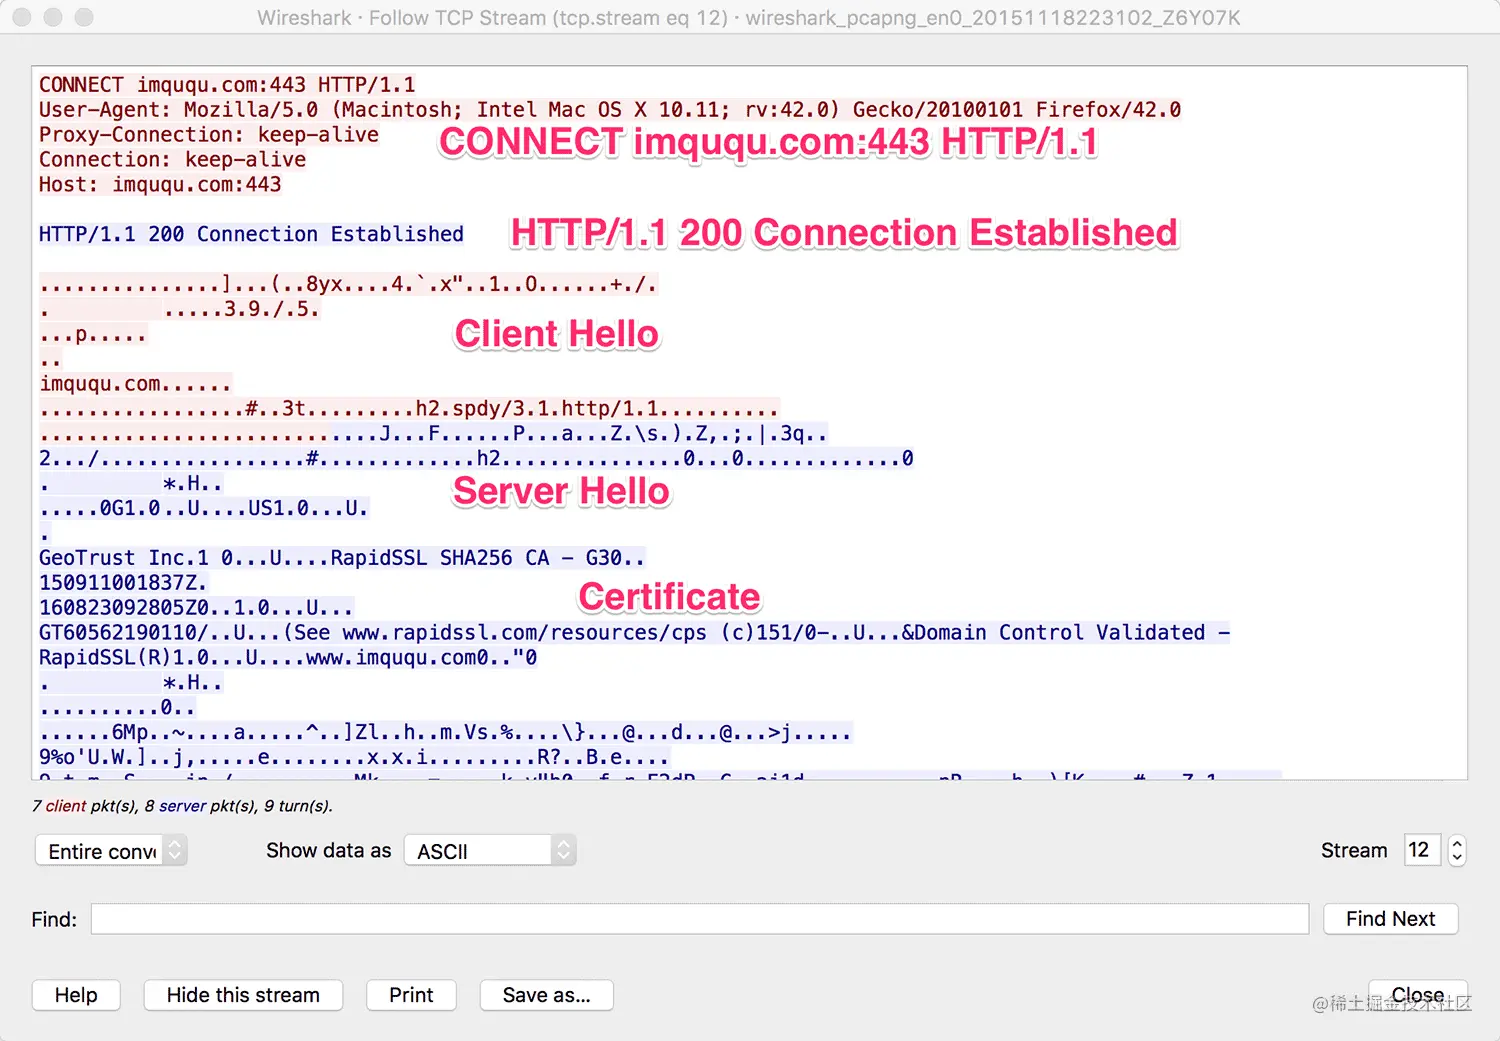 Wireshark · Follow TCP Stream (tcp.stream eq 12) · wireshark_pcapng_en0_20151118223102_Z6Y07K
CONNECT imququ.com:443 HTTP/1.1
User-Agent: Mozilla/5.0 (Macintosh; Intel Mac OS X 10.11; rv:42.0) Gecko/20100101 Firefox/42.0
Proxy-Connection: keep-alive
CONNECT imququ.com:443 HTTP/1.1
Connection: keep-alive
Host: imququ.com:443
HTTP/1.1 200 Connection Established
HTTP/1.1 200 Connection Established
...............]...(..8yx....4.`.x"..1..O......+./.
. .....3.9./.5.
...p.....
Client Hello
..
imququ.com......
.................#..3t.........h2.spdy/3.1.http/1.1..........
............................J...F......P...a...Z.\s.).Z,.;.|.3q..
2.../.................#.............h2...............0...0.............0
. *.H..
Server Hello
.....0G1.0..U....US1.0...U.
.
GeoTrust Inc.1 0...U....RapidSSL SHA256 CA - G30..
150911001837Z.
Certificate
160823092805Z0..1.0...U...
GT60562190110/..U...(See www.rapidssl.com/resources/cps (c)151/0-..U...&Domain Control Validated -
RapidSSL(R)1.0...U....www.imququ.com0.."0
. *.H..
..........0..
......6Mp..~....a.....^..]Zl..h..m.Vs.%....\}...@...d...@...>j.....
9%o'U.W.]..j,.....e........x.x.i.........R?..B.e....
7 client pkt(s), 8 server pkt(s), 9 turn(s).
Entire conv
Show data as
ASCII
Stream
12
Find:
Find Next
Help
Hide this stream
Print
Save as...
Close
@稀土掘金技术社区